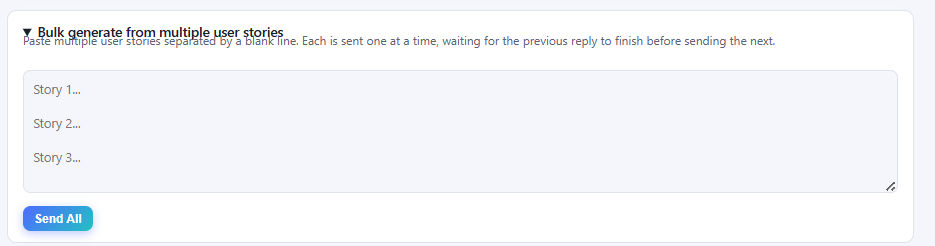 ▼ Bulk generate from multiple user stories
Paste multiple user stories separated by a blank line. Each is sent one at a time, waiting for the previous reply to finish before sending the next.
Story 1...
Story 2...
Story 3...
Send All